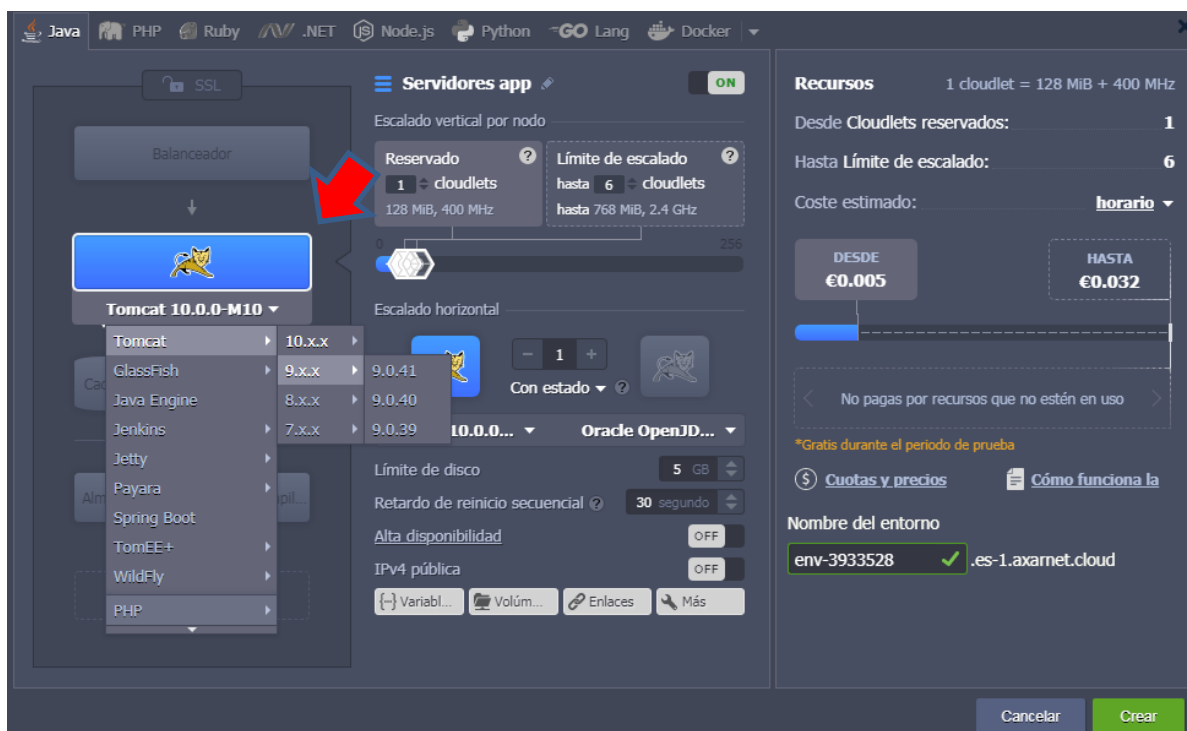 Java PHP Ruby .NET Node.js Python GO Lang Docker
SSL
Balanceador
Tomcat 10.0.0-M10
Tomcat
GlassFish
Java Engine
Jenkins
Jetty
Payara
Spring Boot
TomEE+
WildFly
PHP
10.x.x
9.x.x
8.x.x
7.x.x
9.0.41
9.0.40
9.0.39
Servidores app ON
Escalado vertical por nodo
Reservado ?
1 cloudlets
128 MiB, 400 MHz
Límite de escalado ?
hasta 6 cloudlets
hasta 768 MiB, 2.4 GHz
0 256
Escalado horizontal
- 1 +
Con estado ?
10.0.0... Oracle OpenJD...
Límite de disco 5 GB
Retardo de reinicio secuencial ? 30 segundo
Alta disponibilidad OFF
IPv4 pública OFF
{--} Variabl... Volúm... Enlaces Más
Recursos 1 cloudlet = 128 MiB + 400 MHz
Desde Cloudlets reservados: 1
Hasta Límite de escalado: 6
Coste estimado: horario
DESDE
€0.005
HASTA
€0.032
No pagas por recursos que no estén en uso
*Gratis durante el periodo de prueba
$ Cuotas y precios Cómo funciona la
Nombre del entorno
env-3933528 .es-1.axarnet.cloud
Cancelar Crear